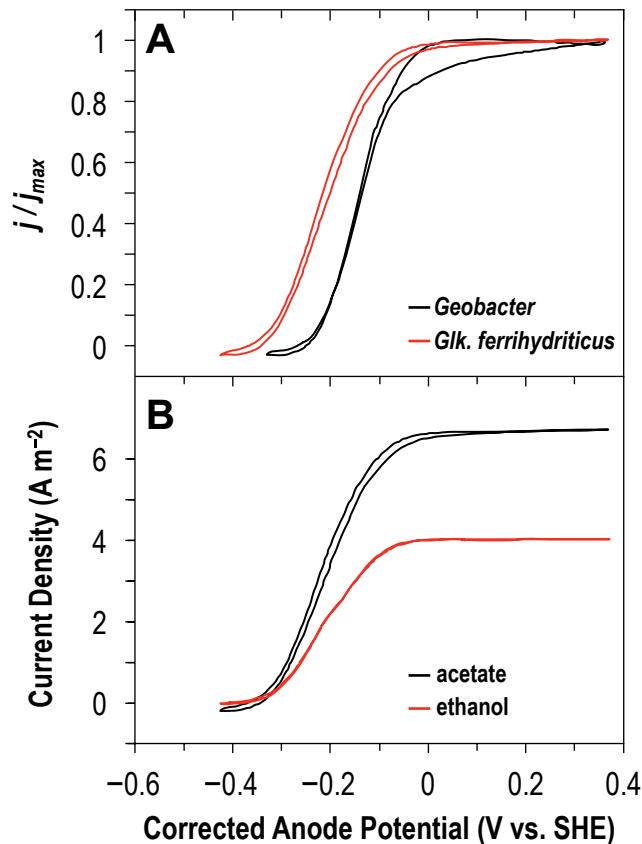 A
1
0.8
0.6
0.4
0.2
0
j / jmax
Geobacter
Glk. ferrihydriticus
B
6
4
2
0
Current Density (A m⁻²)
acetate
ethanol
−0.6 −0.4 −0.2 0 0.2 0.4
Corrected Anode Potential (V vs. SHE)